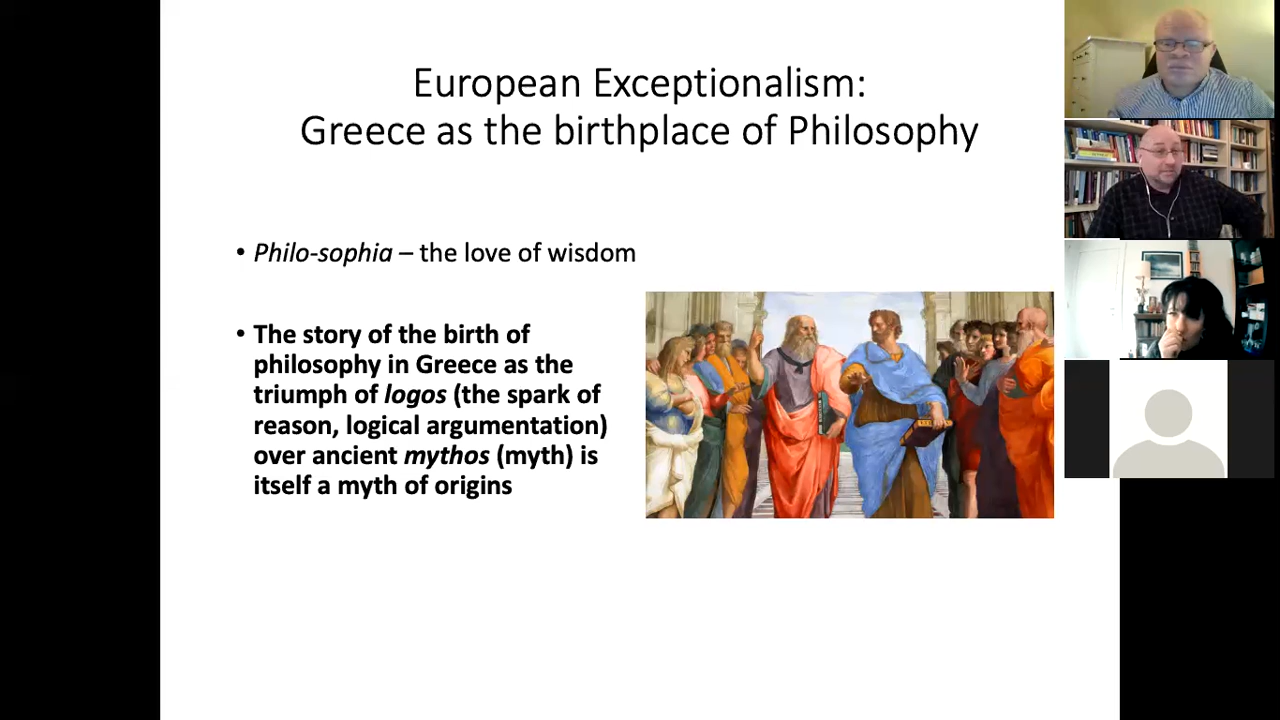 European Exceptionalism:
Greece as the birthplace of Philosophy
• Philo-sophia – the love of wisdom
• The story of the birth of
philosophy in Greece as the
triumph of logos (the spark of
reason, logical argumentation)
over ancient mythos (myth) is
itself a myth of origins